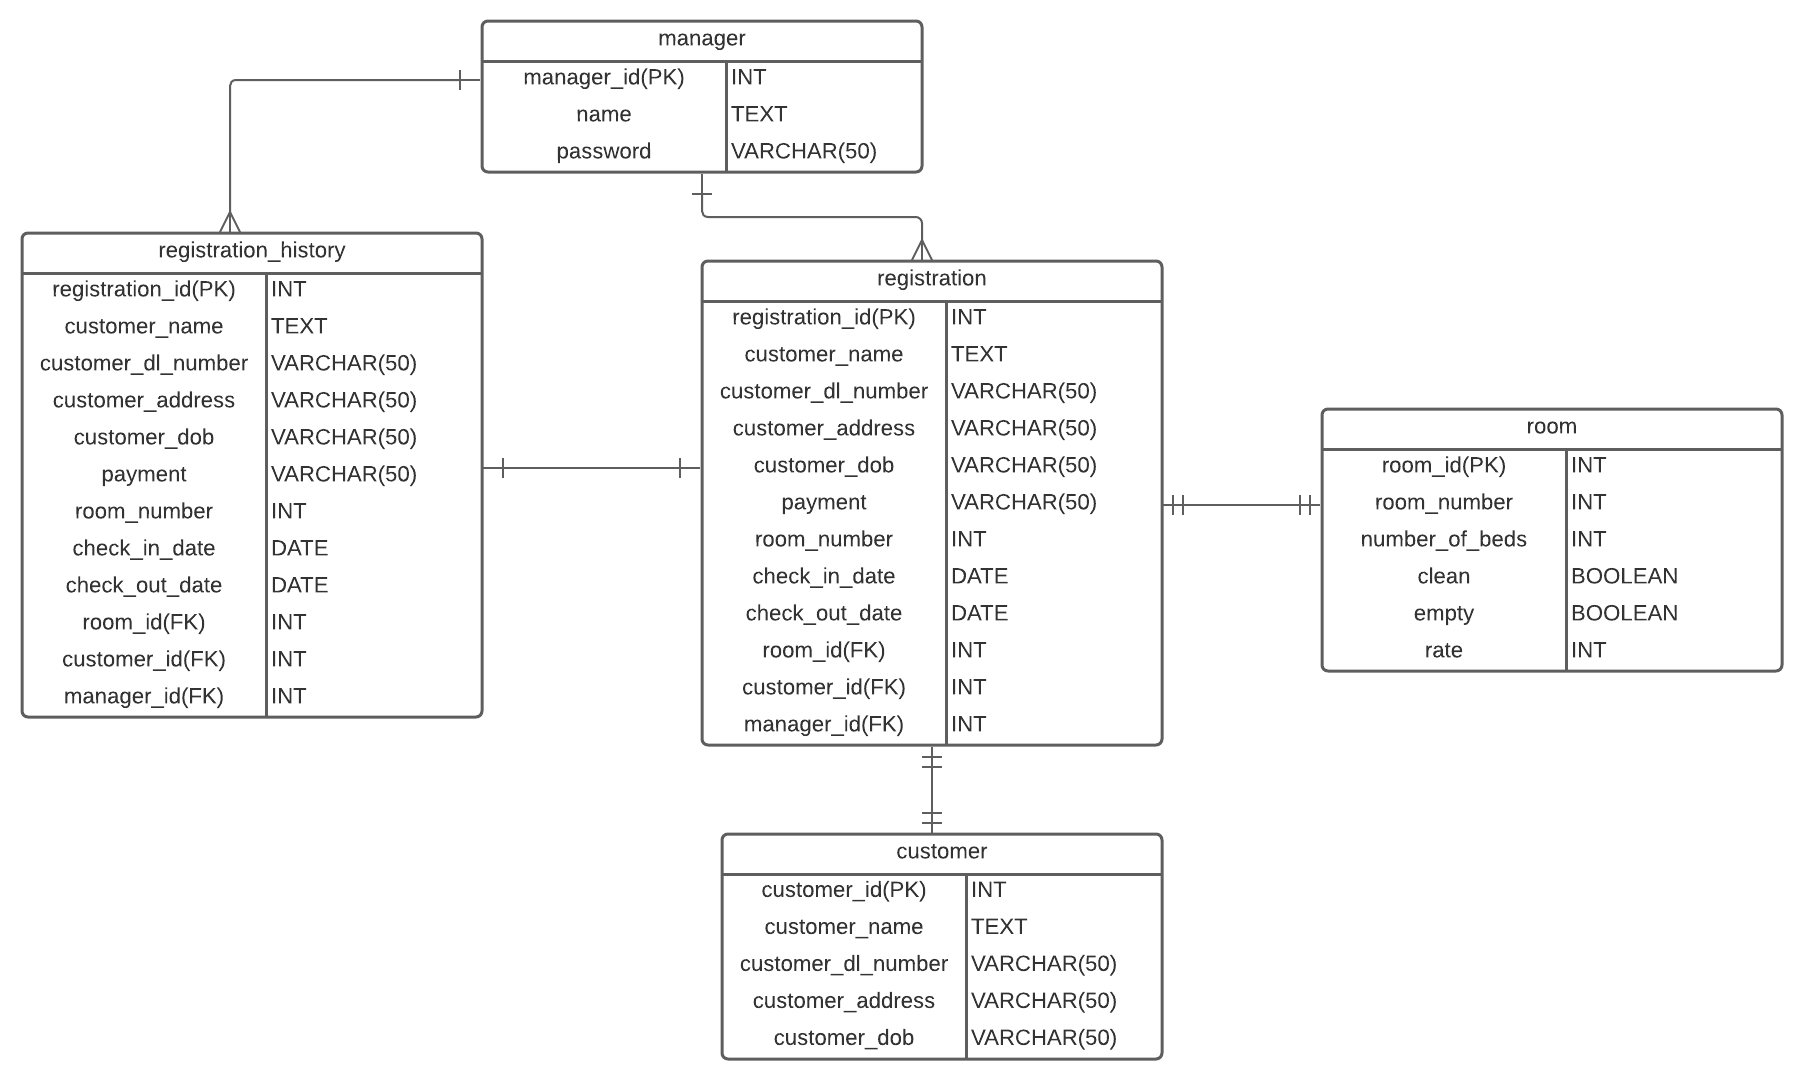 manager
manager_id(PK) INT
name TEXT
password VARCHAR(50)
registration_history
registration_id(PK) INT
customer_name TEXT
customer_dl_number VARCHAR(50)
customer_address VARCHAR(50)
customer_dob VARCHAR(50)
payment VARCHAR(50)
room_number INT
check_in_date DATE
check_out_date DATE
room_id(FK) INT
customer_id(FK) INT
manager_id(FK) INT
registration
registration_id(PK) INT
customer_name TEXT
customer_dl_number VARCHAR(50)
customer_address VARCHAR(50)
customer_dob VARCHAR(50)
payment VARCHAR(50)
room_number INT
check_in_date DATE
check_out_date DATE
room_id(FK) INT
customer_id(FK) INT
manager_id(FK) INT
room
room_id(PK) INT
room_number INT
number_of_beds INT
clean BOOLEAN
empty BOOLEAN
rate INT
customer
customer_id(PK) INT
customer_name TEXT
customer_dl_number VARCHAR(50)
customer_address VARCHAR(50)
customer_dob VARCHAR(50)